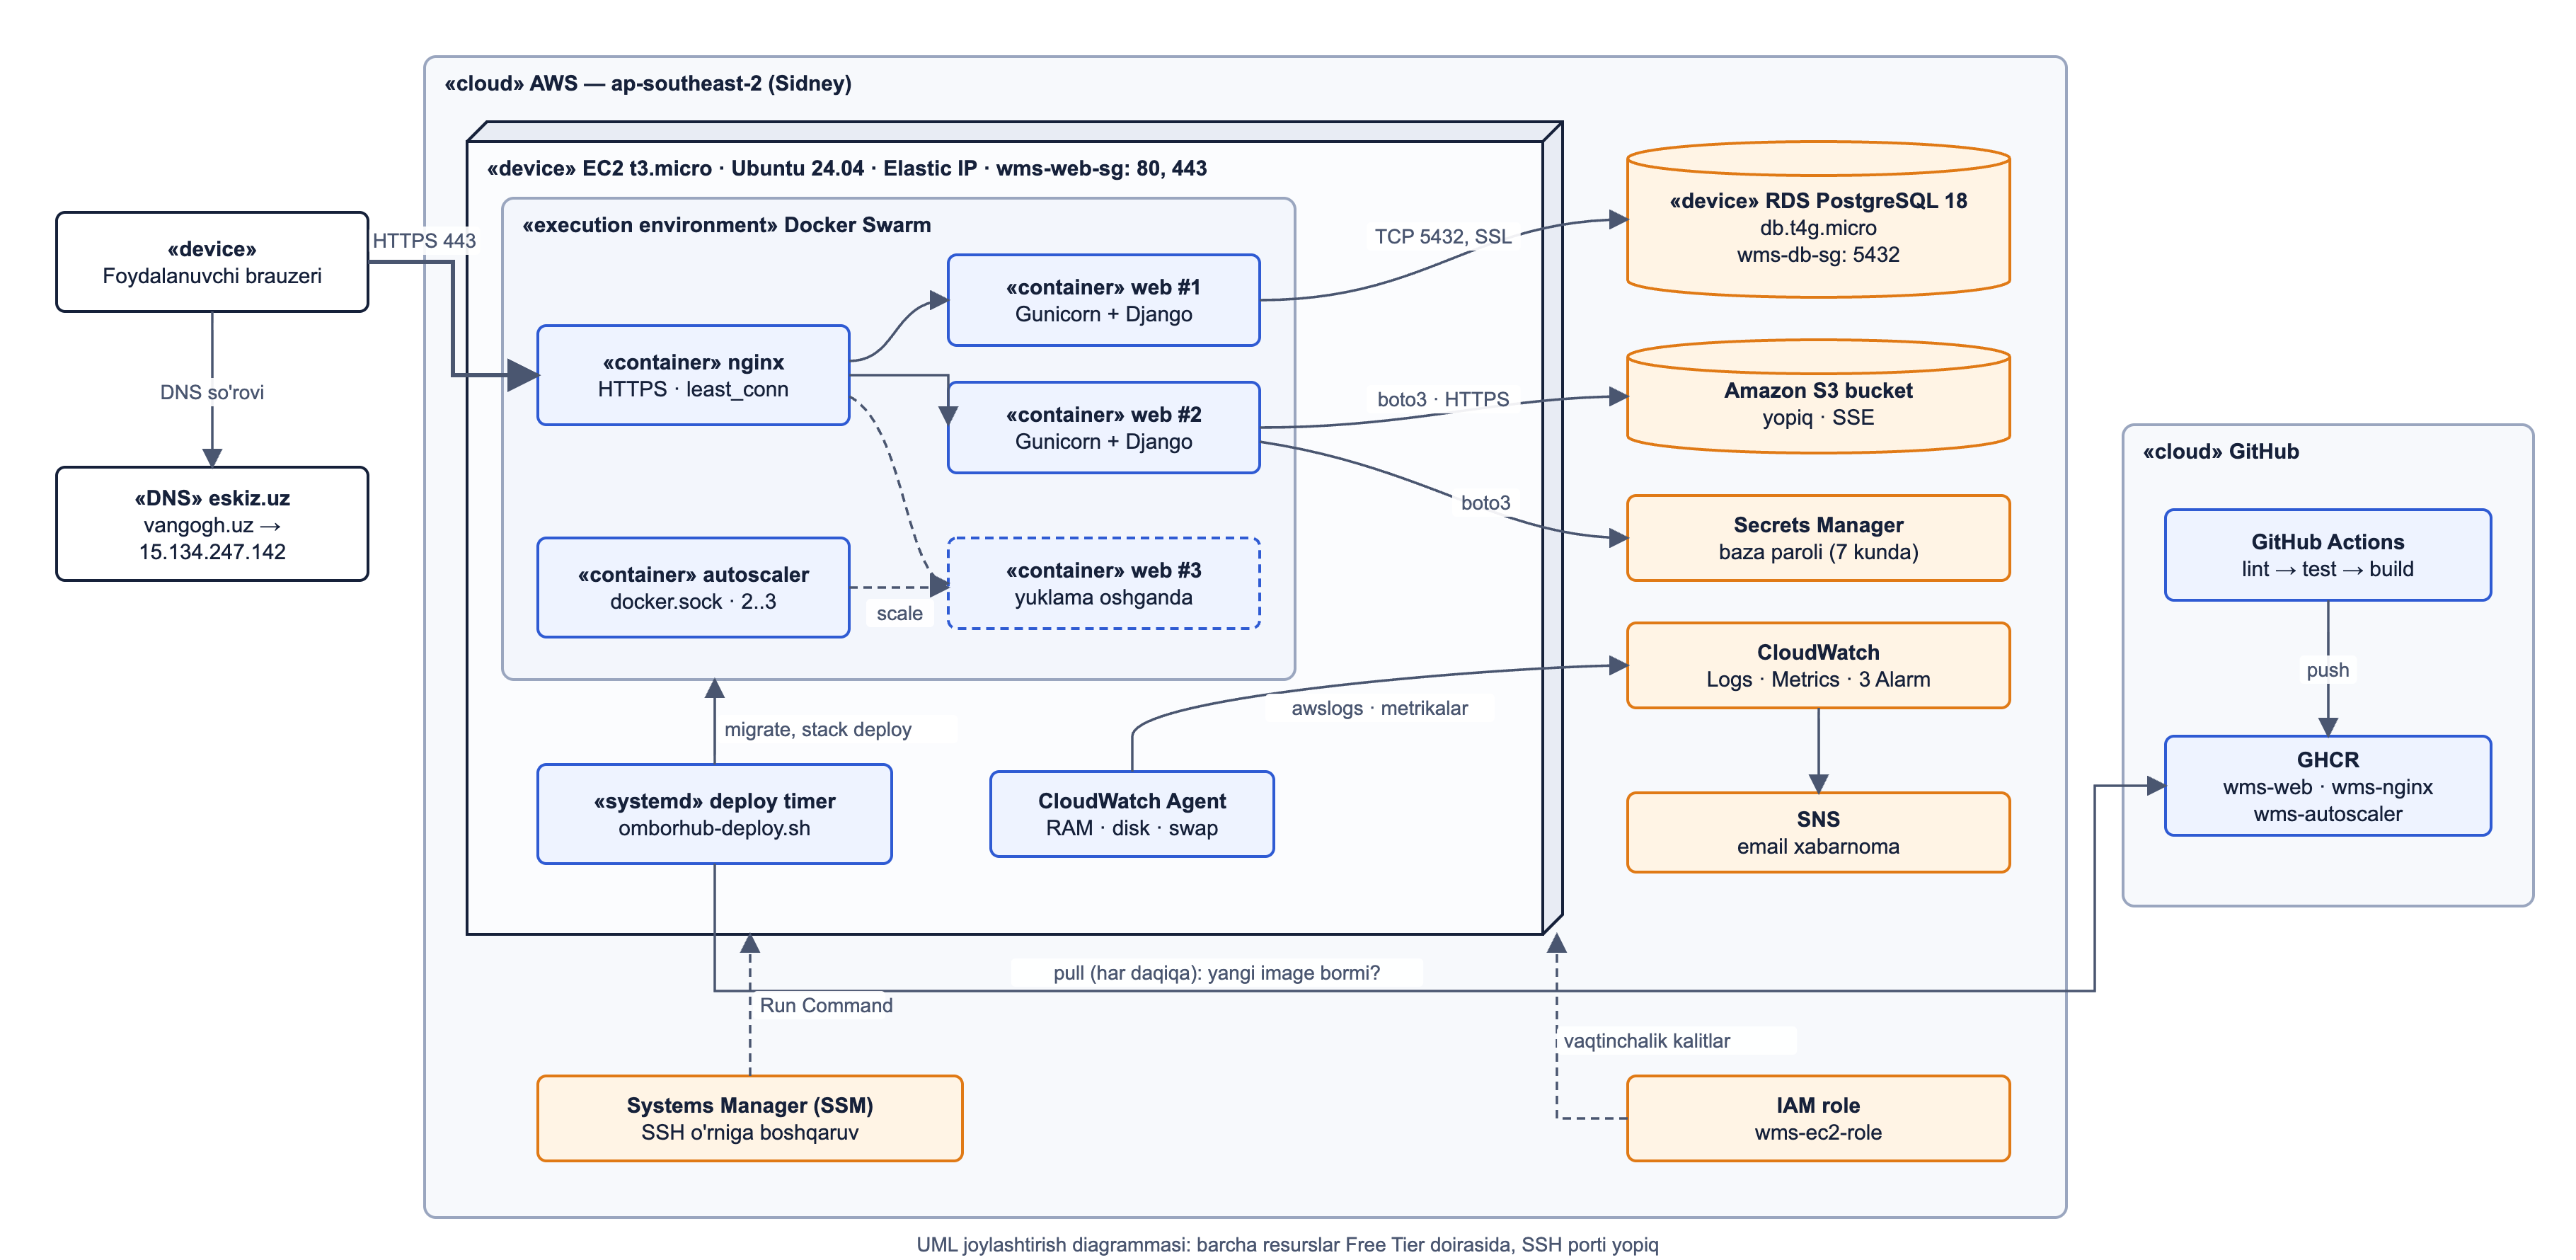 «cloud» AWS — ap-southeast-2 (Sidney)
«device» EC2 t3.micro · Ubuntu 24.04 · Elastic IP · wms-web-sg: 80, 443
«execution environment» Docker Swarm
«device»
Foydalanuvchi brauzeri
HTTPS 443
DNS so'rovi
«DNS» eskiz.uz
vangogh.uz →
15.134.247.142
«container» nginx
HTTPS · least_conn
«container» web #1
Gunicorn + Django
«container» web #2
Gunicorn + Django
«container» autoscaler
docker.sock · 2..3
scale
«container» web #3
yuklama oshganda
migrate, stack deploy
«systemd» deploy timer
omborhub-deploy.sh
CloudWatch Agent
RAM · disk · swap
TCP 5432, SSL
boto3 · HTTPS
boto3
awslogs · metrikalar
«device» RDS PostgreSQL 18
db.t4g.micro
wms-db-sg: 5432
Amazon S3 bucket
yopiq · SSE
Secrets Manager
baza paroli (7 kunda)
CloudWatch
Logs · Metrics · 3 Alarm
SNS
email xabarnoma
«cloud» GitHub
GitHub Actions
lint → test → build
push
GHCR
wms-web · wms-nginx
wms-autoscaler
pull (har daqiqa): yangi image bormi?
Run Command
vaqtinchalik kalitlar
Systems Manager (SSM)
SSH o'rniga boshqaruv
IAM role
wms-ec2-role
UML joylashtirish diagrammasi: barcha resurslar Free Tier doirasida, SSH porti yopiq